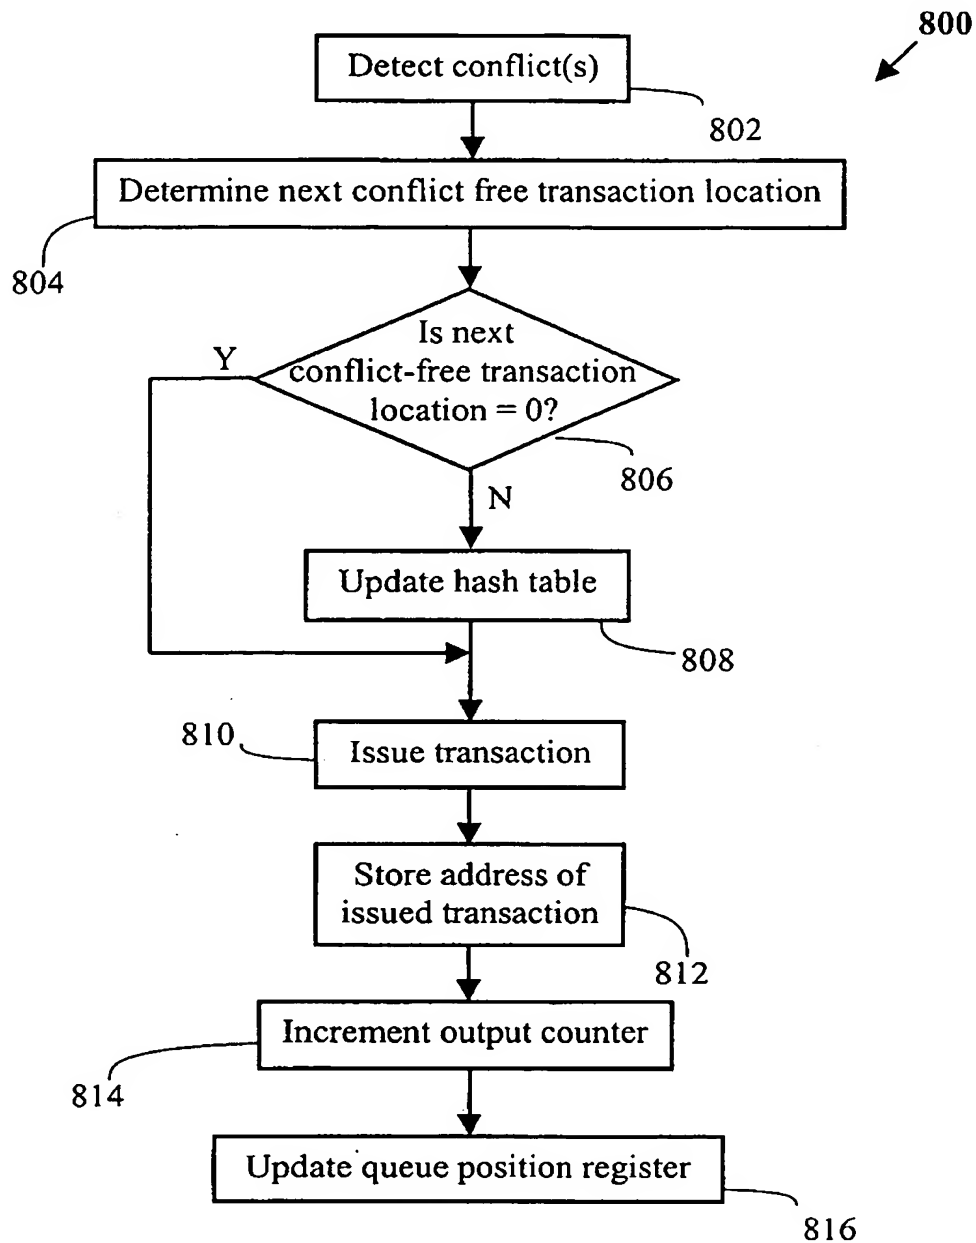 800
Detect conflict(s)
802
Determine next conflict free transaction location
804
Is next
conflict-free transaction
location = 0?
Y
806
N
Update hash table
808
810
Issue transaction
Store address of
issued transaction
812
Increment output counter
814
Update queue position register
816